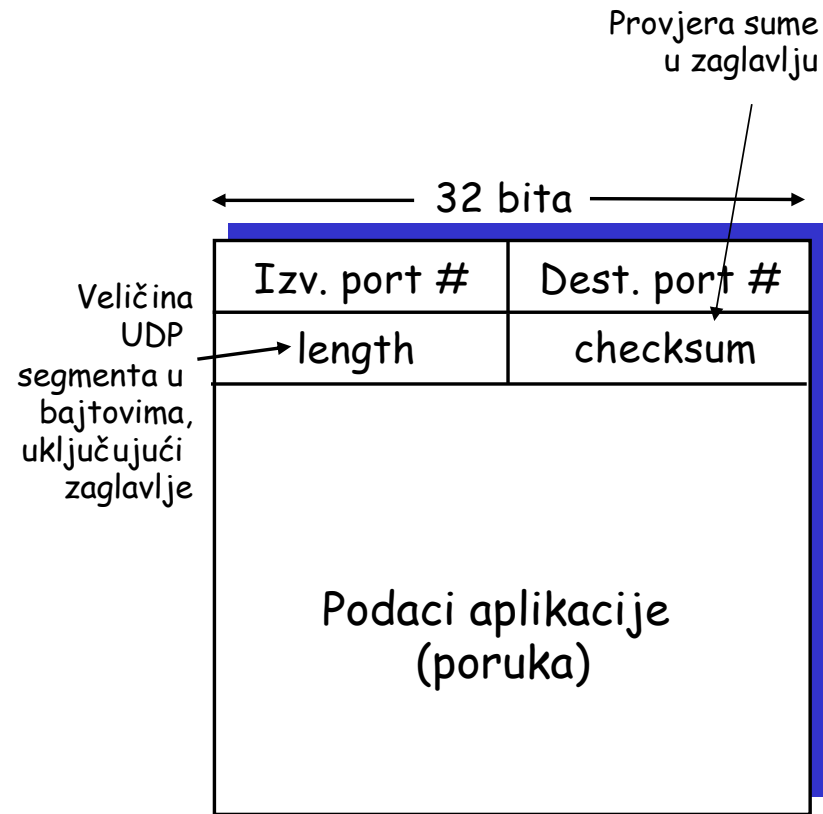 Provjera sume
u zaglavlju
32 bita
Izv. port #
Dest. port #
Veličina
UDP
segmenta u
bajtovima,
uključujući
zaglavlje
length
checksum
Podaci aplikacije
(poruka)